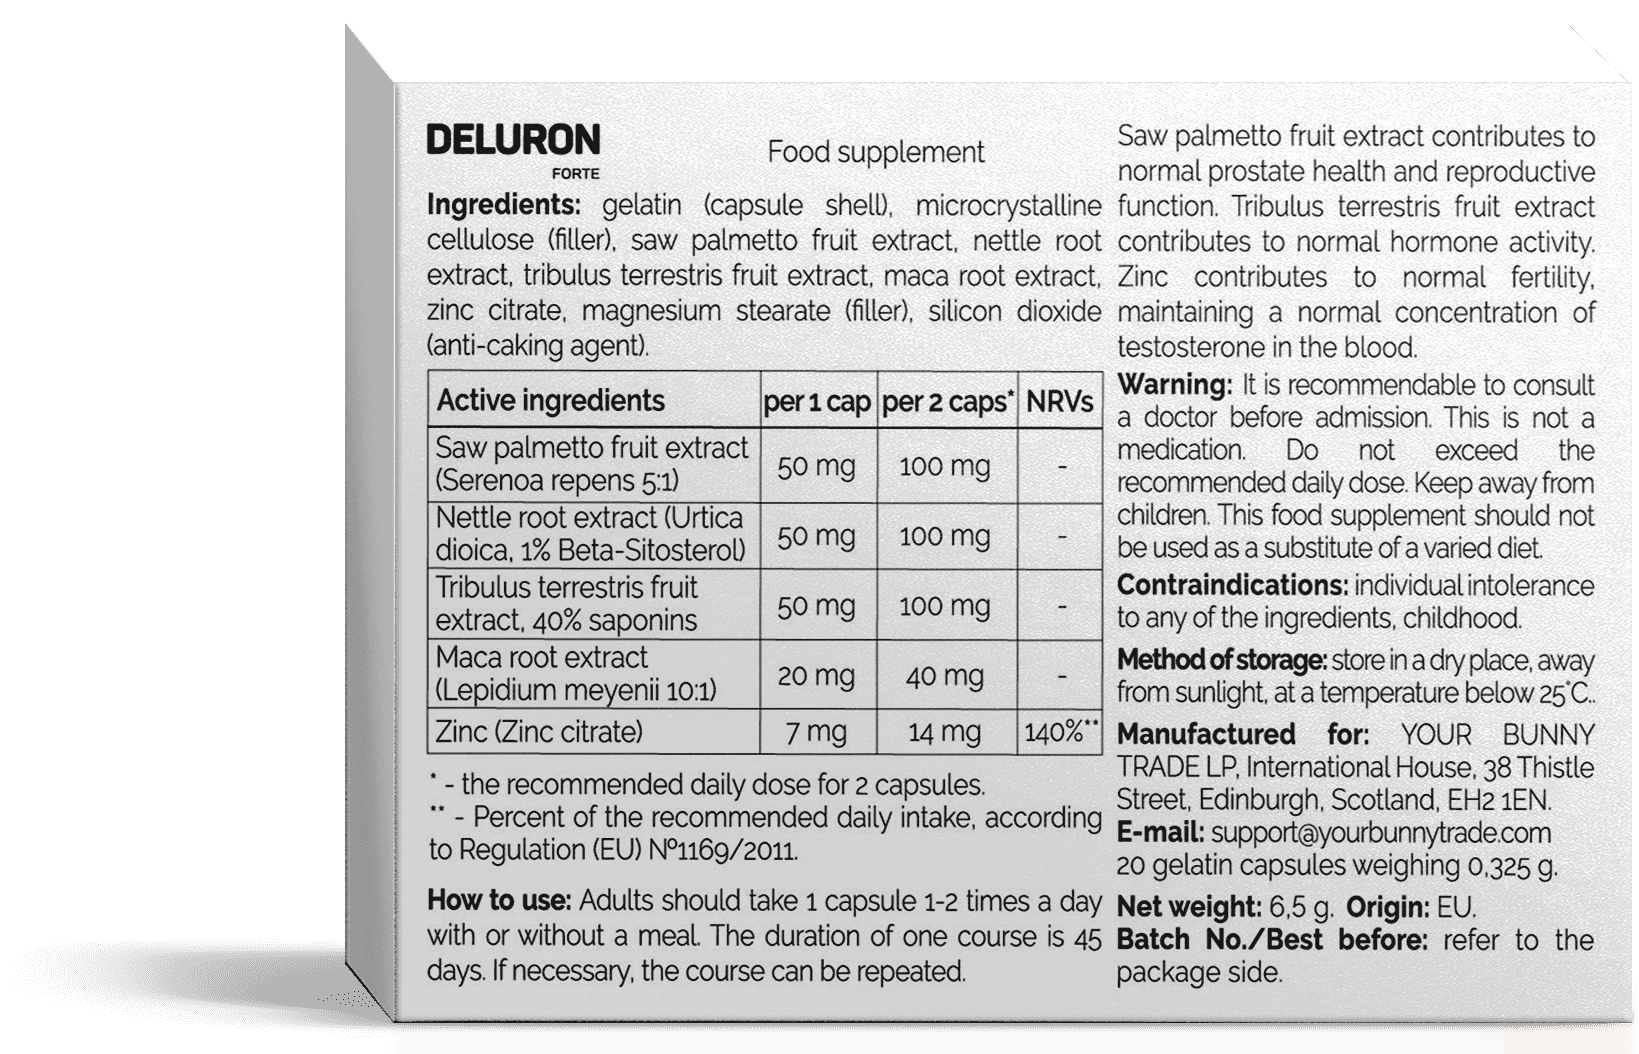 DELURON
FORTE
Food supplement
Ingredients: gelatin (capsule shell), microcrystalline
cellulose (filler), saw palmetto fruit extract, nettle root
extract, tribulus terrestris fruit extract, maca root extract,
zinc citrate, magnesium stearate (filler), silicon dioxide
(anti-caking agent).
Active ingredients per 1 cap per 2 caps* NRVs
Saw palmetto fruit extract
(Serenoa repens 5:1) 50 mg 100 mg -
Nettle root extract (Urtica
dioica, 1% Beta-Sitosterol) 50 mg 100 mg -
Tribulus terrestris fruit
extract, 40% saponins 50 mg 100 mg -
Maca root extract
(Lepidium meyenii 10:1) 20 mg 40 mg -
Zinc (Zinc citrate) 7 mg 14 mg 140%**
* - the recommended daily dose for 2 capsules.
** - Percent of the recommended daily intake, according
to Regulation (EU) Nº1169/2011.
How to use: Adults should take 1 capsule 1-2 times a day
with or without a meal. The duration of one course is 45
days. If necessary, the course can be repeated.
Saw palmetto fruit extract contributes to
normal prostate health and reproductive
function. Tribulus terrestris fruit extract
contributes to normal hormone activity.
Zinc contributes to normal fertility,
maintaining a normal concentration of
testosterone in the blood.
Warning: It is recommendable to consult
a doctor before admission. This is not a
medication. Do not exceed the
recommended daily dose. Keep away from
children. This food supplement should not
be used as a substitute of a varied diet.
Contraindications: individual intolerance
to any of the ingredients, childhood.
Method of storage: store in a dry place, away
from sunlight, at a temperature below 25°C..
Manufactured for: YOUR BUNNY
TRADE LP, International House, 38 Thistle
Street, Edinburgh, Scotland, EH2 1EN.
E-mail: support@yourbunnytrade.com
20 gelatin capsules weighing 0,325 g.
Net weight: 6,5 g. Origin: EU.
Batch No./Best before: refer to the
package side.